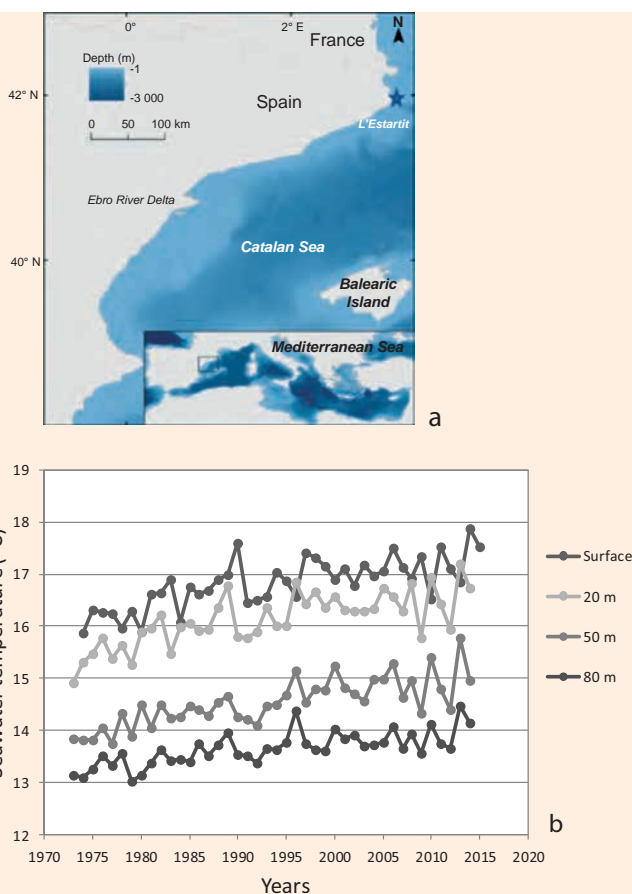 0°
2° E
N
France
Depth (m)
-1
-3 000
42° N
Spain
L'Estartit
0 50 100 km
Ebro River Delta
Catalan Sea
40° N
Balearic
Island
Mediterranean Sea
a
19
18
17
16
15
14
13
12
temperature
Surface
20 m
50 m
80 m
1970 1975 1980 1985 1990 1995 2000 2005 2010 2015 2020
b
Years